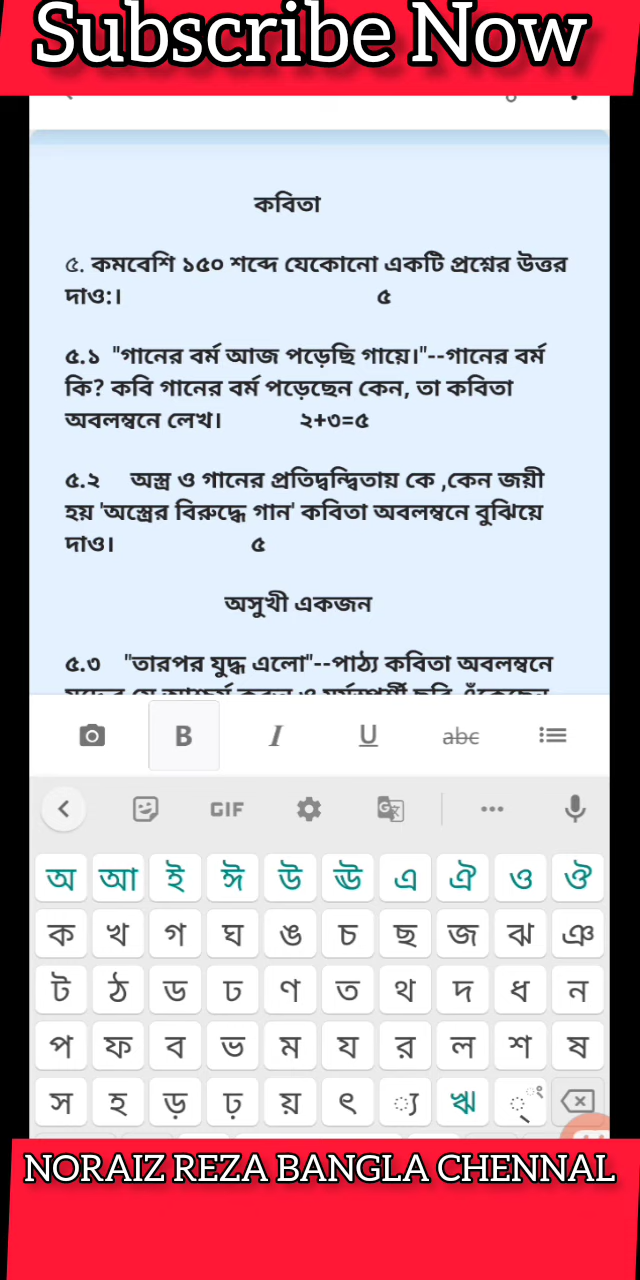 Subscribe Now
কবিতা
৫. কমবেশি ১৫০ শব্দে যেকোনো একটি প্রশ্নের উত্তর
দাও:। ৫
৫.১ "গানের বর্ম আজ পড়েছি গায়ে।"--গানের বর্ম
কি? কবি গানের বর্ম পড়েছেন কেন, তা কবিতা
অবলম্বনে লেখ। ২+৩=৫
৫.২ অস্ত্র ও গানের প্রতিদ্বন্দ্বিতায় কে ,কেন জয়ী
হয় 'অস্ত্রের বিরুদ্ধে গান' কবিতা অবলম্বনে বুঝিয়ে
দাও। ৫
অসুখী একজন
৫.৩ "তারপর যুদ্ধ এলো"--পাঠ্য কবিতা অবলম্বনে
B I U abc
GIF
অ আ ই ঈ উ ঊ এ ঐ ও ঔ
ক খ গ ঘ ঙ চ ছ জ ঝ ঞ
ট ঠ ড ঢ ণ ত থ দ ধ ন
প ফ ব ভ ম য র ল শ ষ
স হ ড় ঢ় য় ৎ ্য ঋ ্ ং ঃ
NORAIZ REZA BANGLA CHENNAL